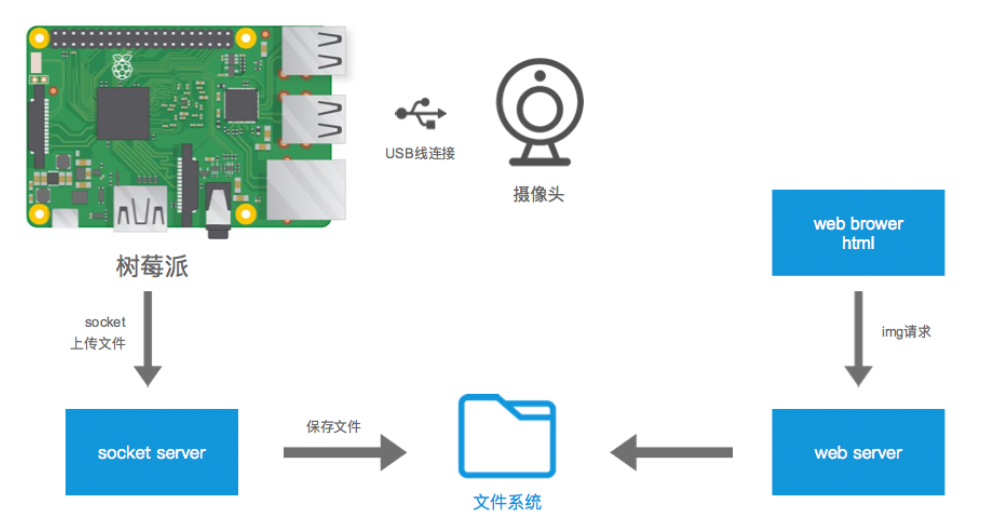 USB线连接
摄像头
web brower
html
树莓派
socket
上传文件
img请求
保存文件
socket server
web server
文件系统